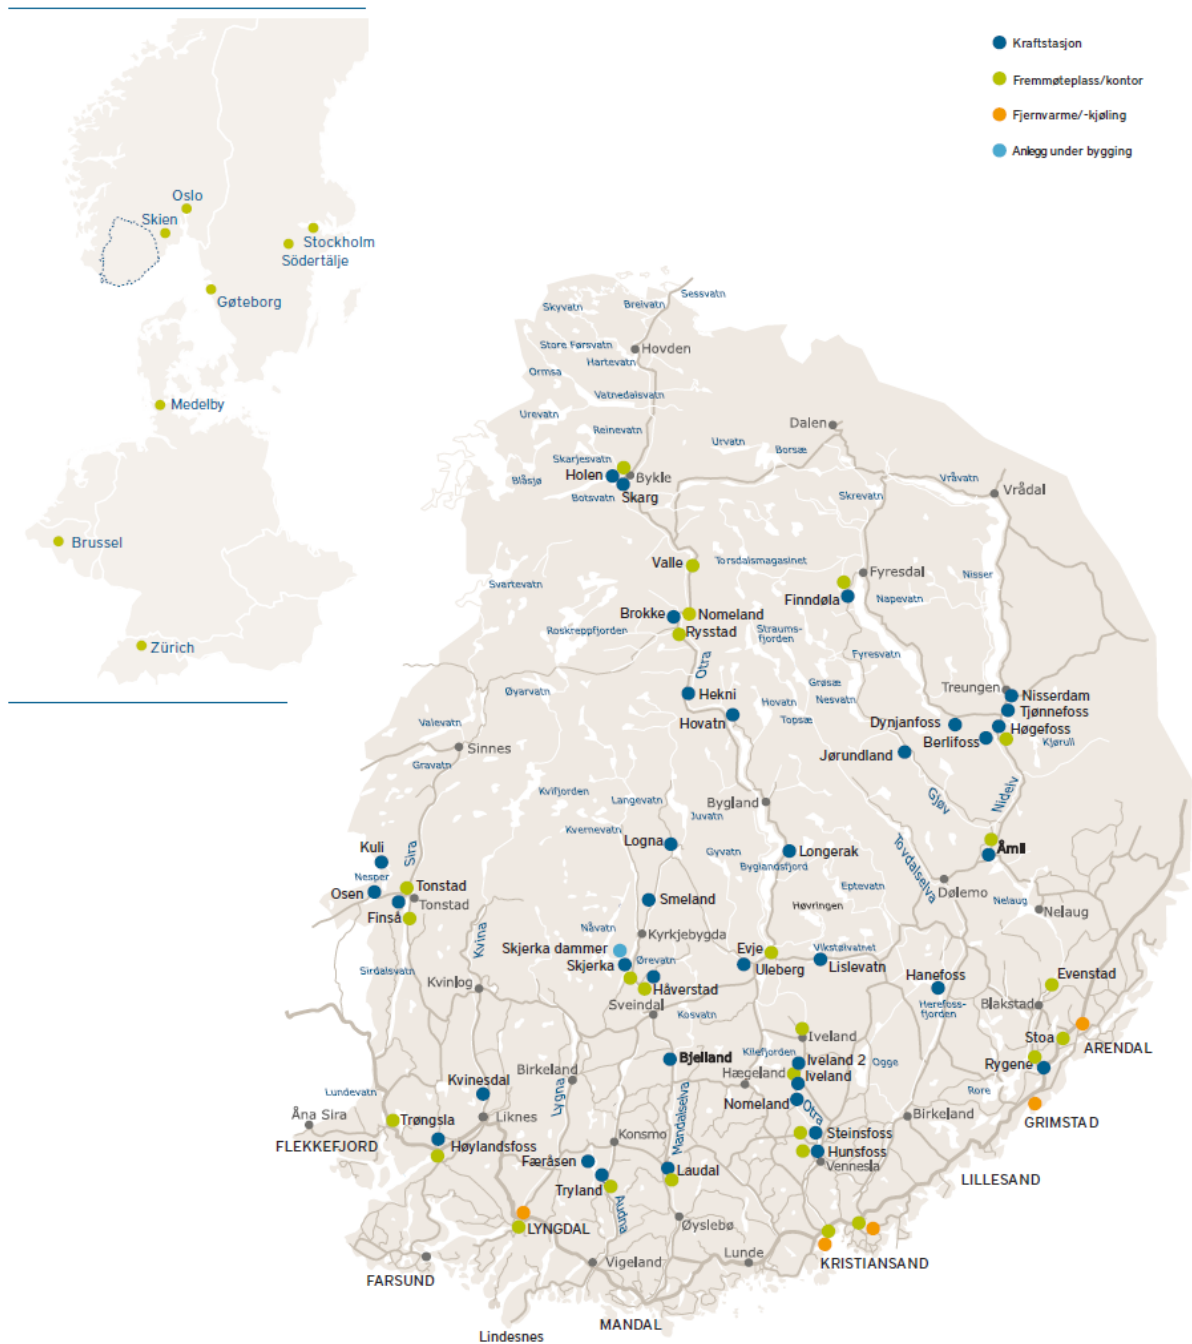 Kraftstasjon
Fremmøteplass/kontor
Fjernvarme/-kjøling
Anlegg under bygging
Oslo
Skien
Stockholm
Södertälje
Gøteborg
Medelby
Brussel
Zürich
Sessvatn
Skyvatn
Breivatn
Store Førsvatn
Hovden
Hartevatn
Ormsa
Vatnedalsvatn
Urevatn
Dalen
Reinevatn
Urvatn
Borsæ
Skarjesvatn
Holen
Bykle
Blåsjø
Vråvatn
Botsvatn
Skarg
Skrevatn
Vrådal
Valle
Torsdalsmagasinet
Fyresdal
Nisser
Svartevatn
Finndøla
Napevatn
Brokke
Nomeland
Roskreppfjorden
Rysstad
Straums-
fjorden
Otra
Fyresvatn
Grøsæ
Øyarvatn
Hekni
Hovatn
Nesvatn
Treungen
Nisserdam
Tjønnefoss
Valevatn
Hovatn
Topsæ
Dynjanfoss
Høgefoss
Berlifoss
Kjørull
Sinnes
Jørundland
Gravatn
Kvifjorden
Langevatn
Bygland
Gjøv
Nidelv
Juvatn
Kvernevatn
Logna
Kuli
Sira
Gyvatn
Longerak
Åmli
Byglandsfjord
Tovdalselva
Nesper
Osen
Tonstad
Tonstad
Eptevatn
Dølemo
Finså
Smeland
Høvringen
Nelaug
Nelaug
Nåvatn
Kyrkjebygda
Kvina
Skjerka dammer
Evje
Vikstølvatnet
Skjerka
Ørevatn
Uleberg
Lislevatn
Sirdalsvatn
Hanefoss
Evenstad
Kvinlog
Håverstad
Herefoss-
fjorden
Blakstad
Sveindal
Kosvatn
Iveland
Stoa
ARENDAL
Bjelland
Kilefjorden
Iveland 2
Ogge
Rygene
Birkeland
Hægeland
Iveland
Lundevatn
Kvinesdal
Lygna
Nomeland
Rore
Åna Sira
Trøngsla
Liknes
Mandalselva
Otra
Birkeland
GRIMSTAD
FLEKKEFJORD
Høylandsfoss
Konsmo
Steinsfoss
Hunsfoss
Færåsen
Laudal
Vennesla
LILLESAND
Tryland
Audna
LYNGDAL
Øyslebø
Lunde
KRISTIANSAND
Vigeland
FARSUND
MANDAL
Lindesnes